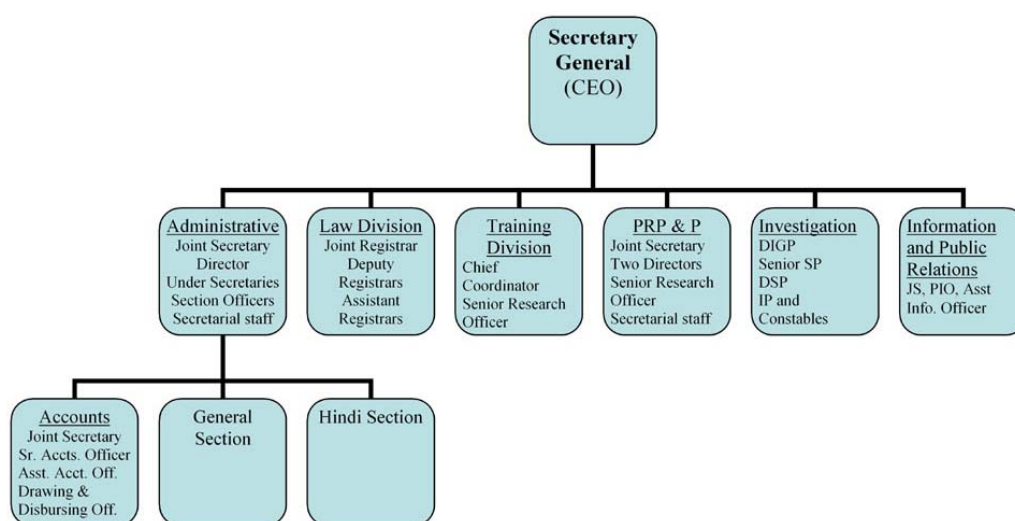 Secretary
General
(CEO)
Administrative
Joint Secretary
Director
Under Secretaries
Section Officers
Secretarial staff
Law Division
Joint Registrar
Deputy
Registrars
Assistant
Registrars
Training
Division
Chief
Coordinator
Senior Research
Officer
PRP & P
Joint Secretary
Two Directors
Senior Research
Officer
Secretarial staff
Investigation
DIGP
Senior SP
DSP
IP and
Constables
Information
and Public
Relations
JS, PIO, Asst
Info. Officer
Accounts
Joint Secretary
Sr. Accts. Officer
Asst. Acct. Off.
Drawing &
Disbursing Off.
General
Section
Hindi Section